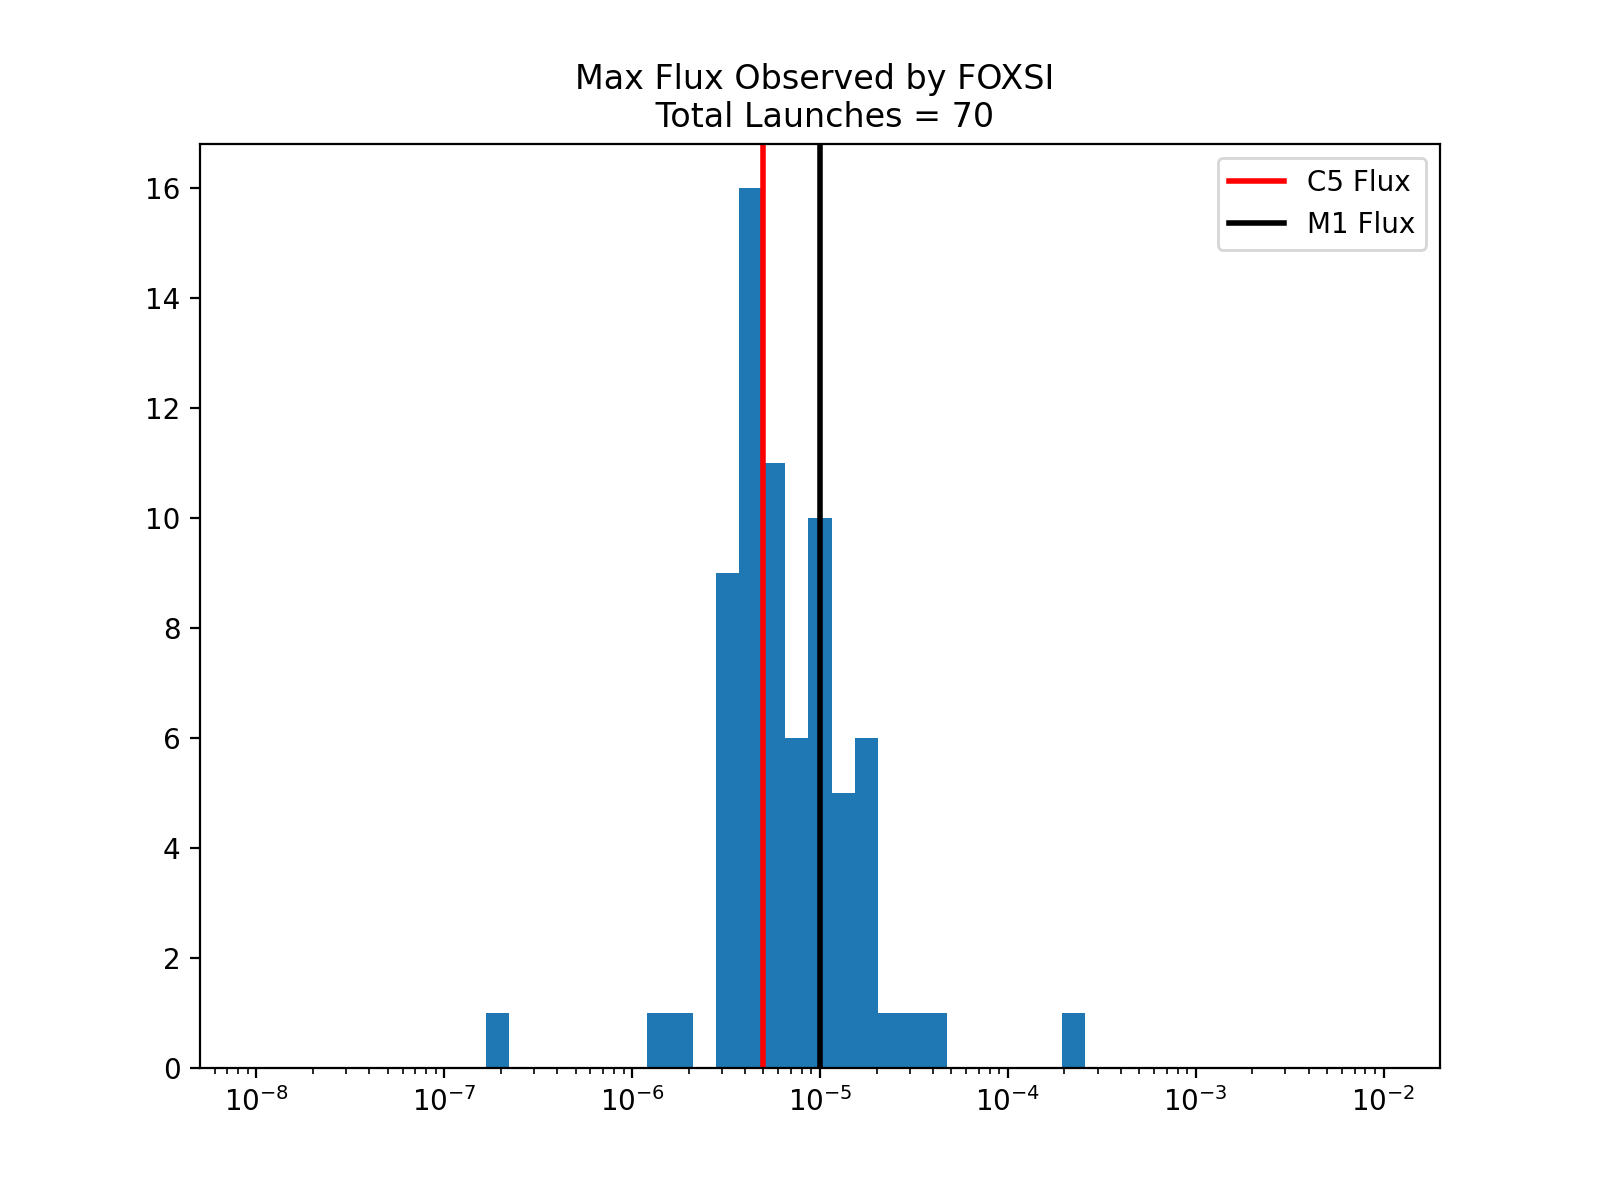 Max Flux Observed by FOXSI
Total Launches = 70
C5 Flux
M1 Flux
16
14
12
10
8
6
4
2
0
10⁻⁸ 10⁻⁷ 10⁻⁶ 10⁻⁵ 10⁻⁴ 10⁻³ 10⁻²